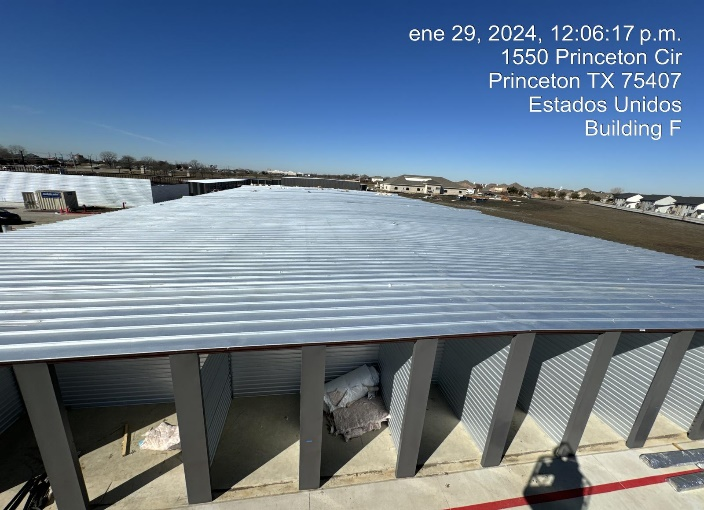 ene 29, 2024, 12:06:17 p.m.
1550 Princeton Cir
Princeton TX 75407
Estados Unidos
Building F